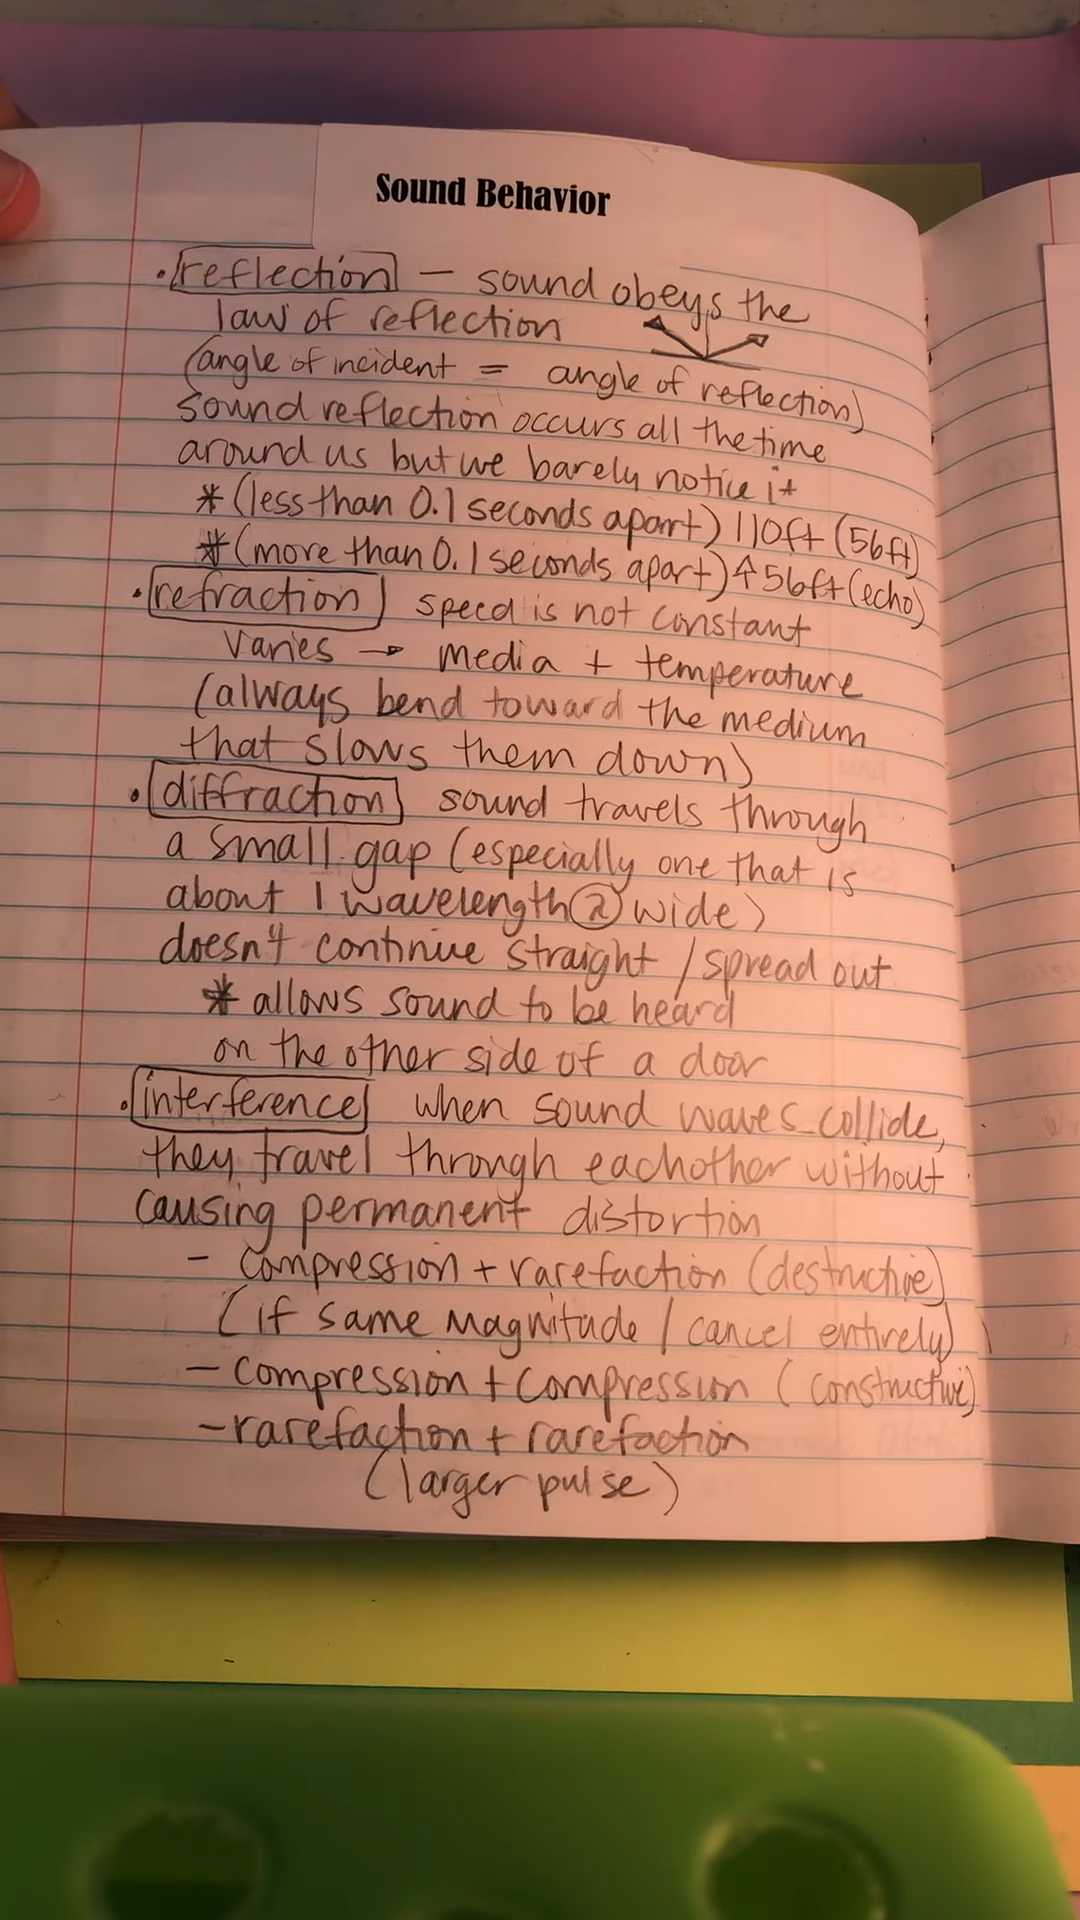 Sound Behavior
• reflection — sound obeys the
law of reflection
(angle of incident = angle of reflection)
sound reflection occurs all the time
around us but we barely notice it
* (less than 0.1 seconds apart) 110ft (56ft)
* (more than 0.1 seconds apart) ↑56ft (echo)
• refraction speed is not constant
varies → media + temperature
(always bend toward the medium
that slows them down)
• diffraction sound travels through
a small gap (especially one that is
about 1 wavelength λ wide)
doesn't continue straight / spread out
* allows sound to be heard
on the other side of a door
• interference when sound waves collide,
they travel through eachother without
causing permanent distortion
- compression + rarefaction (destructive)
(if same magnitude / cancel entirely)
- compression + compression (constructive)
- rarefaction + rarefaction
(larger pulse)